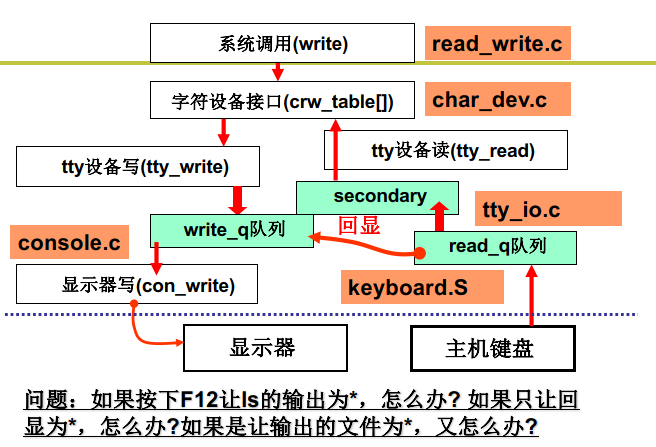 系统调用(write)
read_write.c
字符设备接口(crw_table[])
char_dev.c
tty设备写(tty_write)
tty设备读(tty_read)
secondary
tty_io.c
write_q队列
回显
console.c
read_q队列
显示器写(con_write)
keyboard.S
显示器
主机键盘
问题：如果按下F12让ls的输出为*，怎么办? 如果只让回
显为*，怎么办?如果是让输出的文件为*，又怎么办?